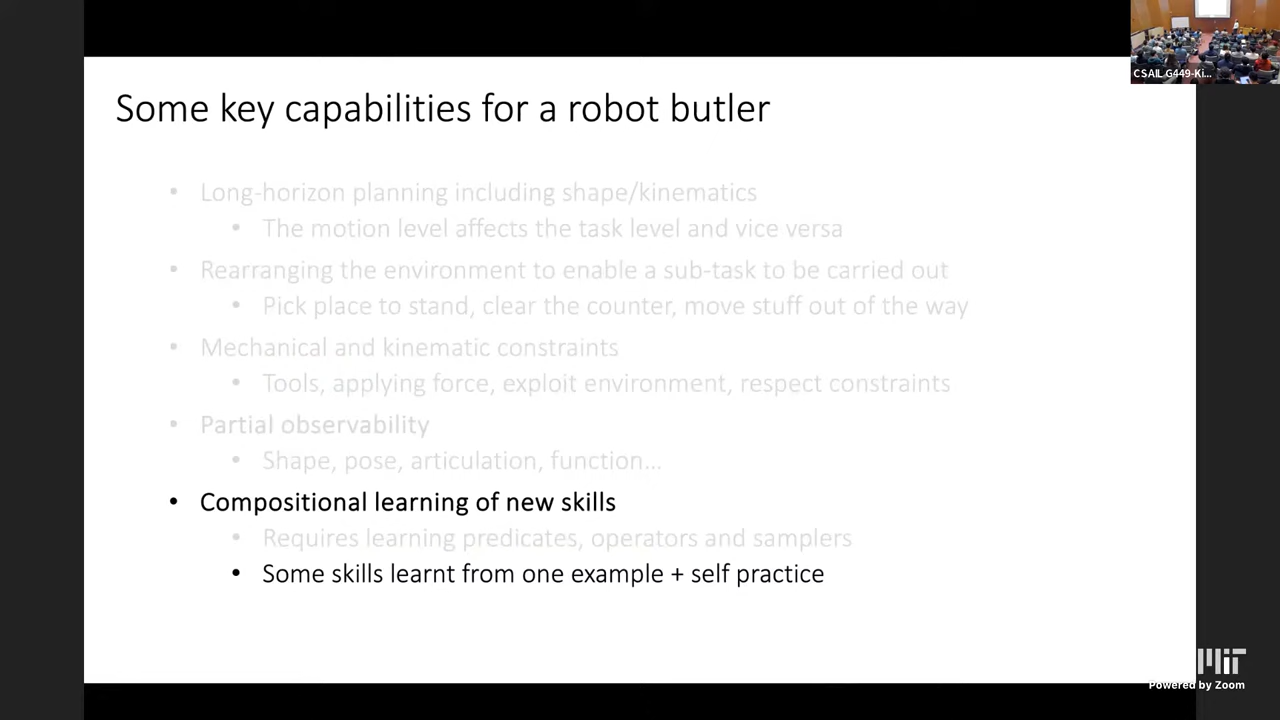 CSAIL G449-Ki...
Some key capabilities for a robot butler
• Long-horizon planning including shape/kinematics
• The motion level affects the task level and vice versa
• Rearranging the environment to enable a sub-task to be carried out
• Pick place to stand, clear the counter, move stuff out of the way
• Mechanical and kinematic constraints
• Tools, applying force, exploit environment, respect constraints
• Partial observability
• Shape, pose, articulation, function...
• Compositional learning of new skills
• Requires learning predicates, operators and samplers
• Some skills learnt from one example + self practice
MIT
Powered by Zoom